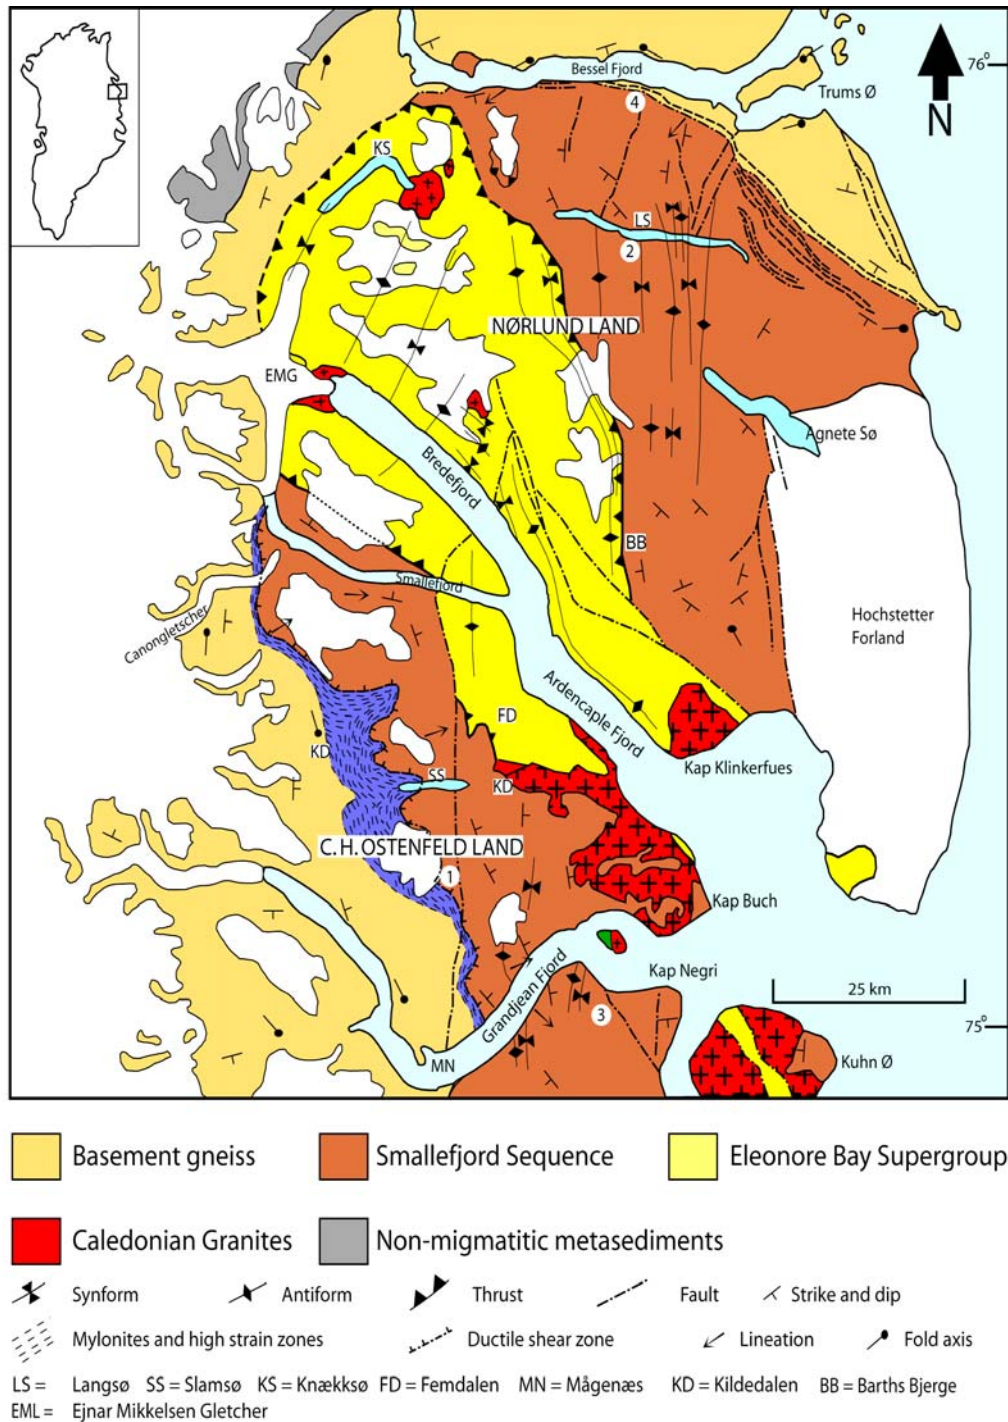 Bessel Fjord
76°
Trums Ø
N
4
KS
LS
2
NØRLUND LAND
EMG
Agnete Sø
Bredefjord
BB
Smallefjord
Hochstetter
Forland
Canongletscher
Ardencaple Fjord
FD
KD
SS
KD
Kap Klinkerfues
C.H.OSTENFELD LAND
1
Kap Buch
Kap Negri
25 km
Grandjean Fjord
3
75°
MN
Kuhn Ø
Basement gneiss
Smallefjord Sequence
Eleonore Bay Supergroup
Caledonian Granites
Non-migmatitic metasediments
Synform
Antiform
Thrust
Fault
Strike and dip
Mylonites and high strain zones
Ductile shear zone
Lineation
Fold axis
LS = Langsø SS = Slamsø KS = Knækksø FD = Femdalen MN = Mågenæs KD = Kildedalen BB = Barths Bjerge
EML = Ejnar Mikkelsen Gletcher